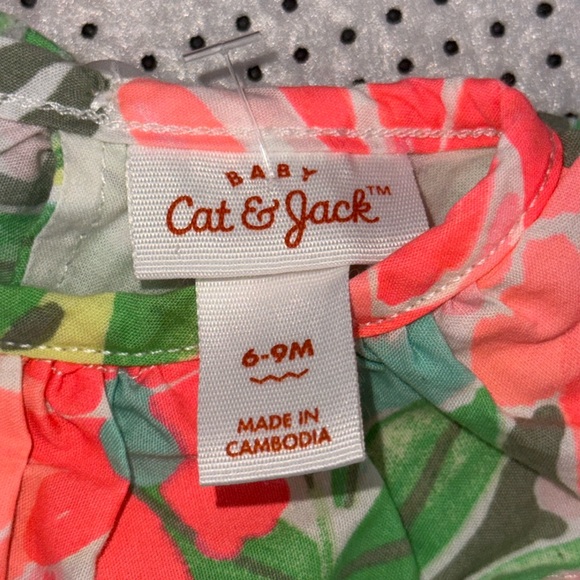 BABY
Cat & Jack™
6-9M
MADE IN
CAMBODIA